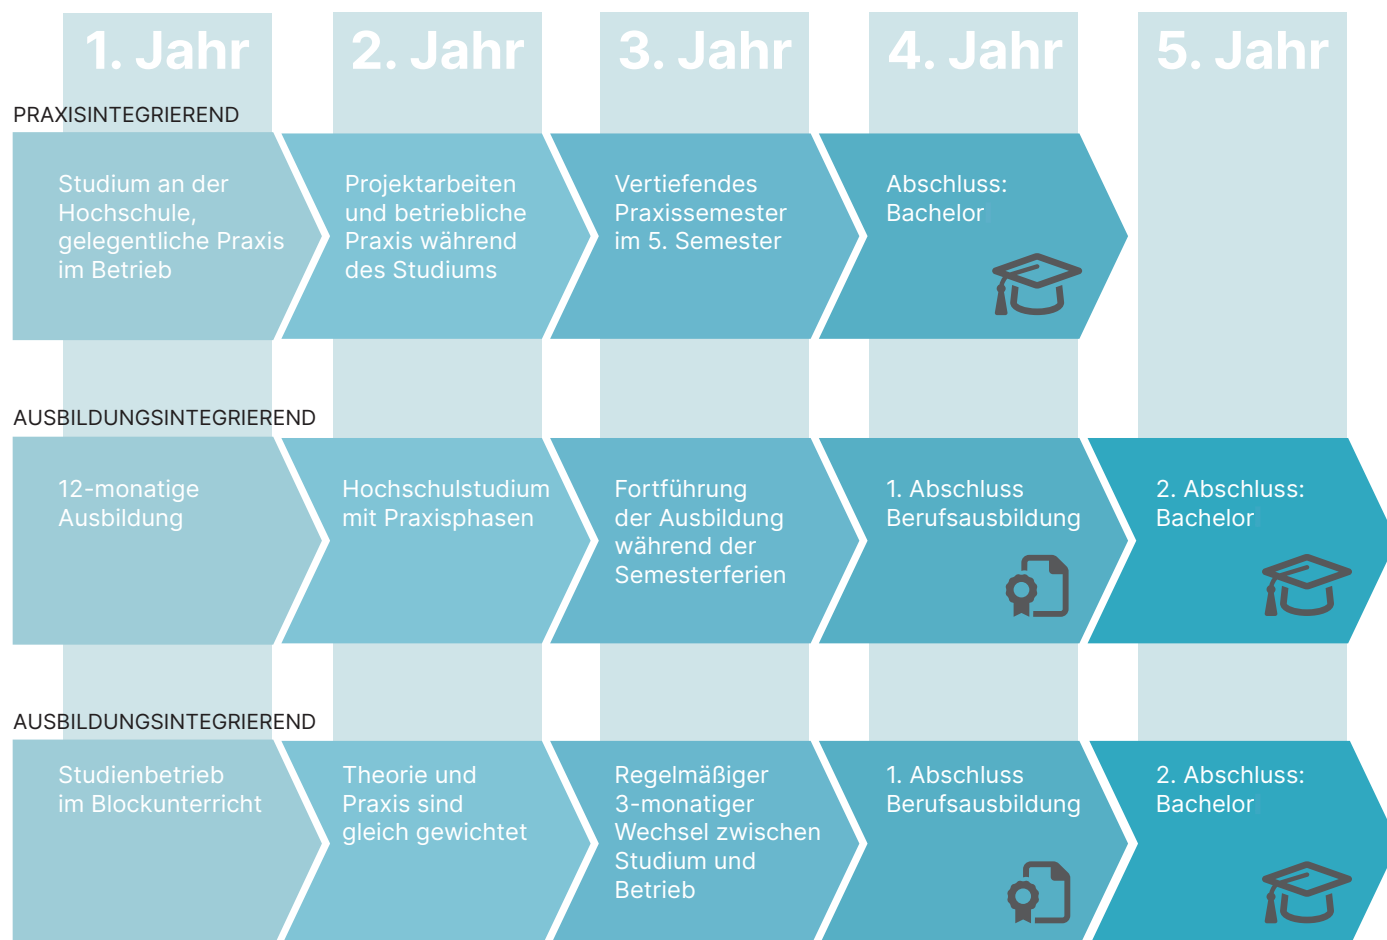 1. Jahr
2. Jahr
3. Jahr
4. Jahr
5. Jahr
PRAXISINTEGRIEREND
Studium an der
Hochschule,
gelegentliche Praxis
im Betrieb
Projektarbeiten
und betriebliche
Praxis während
des Studiums
Vertiefendes
Praxissemester
im 5. Semester
Abschluss:
Bachelor
AUSBILDUNGSINTEGRIEREND
12-monatige
Ausbildung
Hochschulstudium
mit Praxisphasen
Fortführung
der Ausbildung
während der
Semesterferien
1. Abschluss
Berufsausbildung
2. Abschluss:
Bachelor
AUSBILDUNGSINTEGRIEREND
Studienbetrieb
im Blockunterricht
Theorie und
Praxis sind
gleich gewichtet
Regelmäßiger
3-monatiger
Wechsel zwischen
Studium und
Betrieb
1. Abschluss
Berufsausbildung
2. Abschluss:
Bachelor